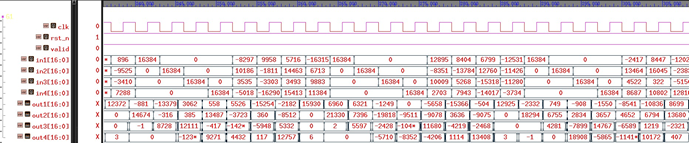 clk 0
rst_n 1
valid 0
in1[16:0] 0 * 896 16384 0 -8297 9958 5716 -16315 16384 0 12895 8404 6799 -12531 16384 0 -2417 8447
in2[16:0] 0 * -9525 0 16384 0 10186 -1811 14463 6713 0 16384 0 -8351 -13784 12760 -11426 0 16384 0 13464 16045
in3[16:0] 0 * -3410 0 16384 0 3535 -3303 3493 9883 0 16384 0 10009 5268 -15318 -11280 0 16384 0 4522 322
in4[16:0] 0 * 7288 0 16384 -5018 -16290 15413 11384 0 16384 2703 7943 -14017 -3734 0 16384 8687 10802
out1[16:0] X 12372 -881 -13379 3062 558 5526 -15254 -2182 15930 6960 6321 -1249 0 -5658 -15366 -504 12925 -2332 749 -908 -1550 -8541 -10836 8699
out2[16:0] X 0 14674 -316 385 13487 -3723 360 -8512 0 21330 7396 -19818 -9511 -9078 3636 -9075 0 18294 6755 2834 3683 6794 13680
out3[16:0] X 0 -1 8728 12111 -417 -142* -5948 5332 0 2 5597 -2428 -104* 11680 -4219 -2468 0 4281 -7899 14767 -6589 1219 -2321
out4[16:0] X 3 0 -123* 9271 4432 117 12757 6 0 -5710 -8352 -4206 1114 13408 3 -1 0 18908 -5865 -1141 10172 407